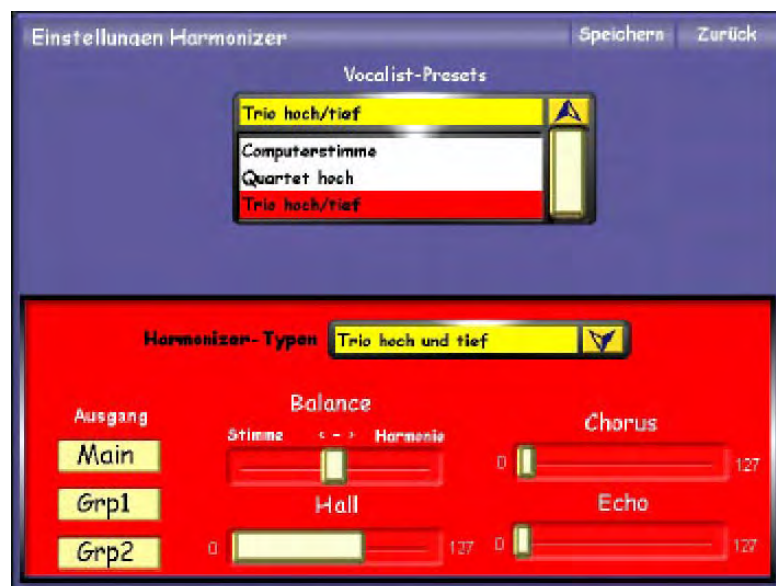 Einstellungen Harmonizer Speichern Zurück
Vocalist-Presets
Trio hoch/tief
Computerstimme
Quartet hoch
Trio hoch/tief
Harmonizer-Typen Trio hoch und tief
Ausgang
Main
Grp1
Grp2
Balance
Stimme < - > Harmonie
Hall
0 127
Chorus
0 127
Echo
0 127